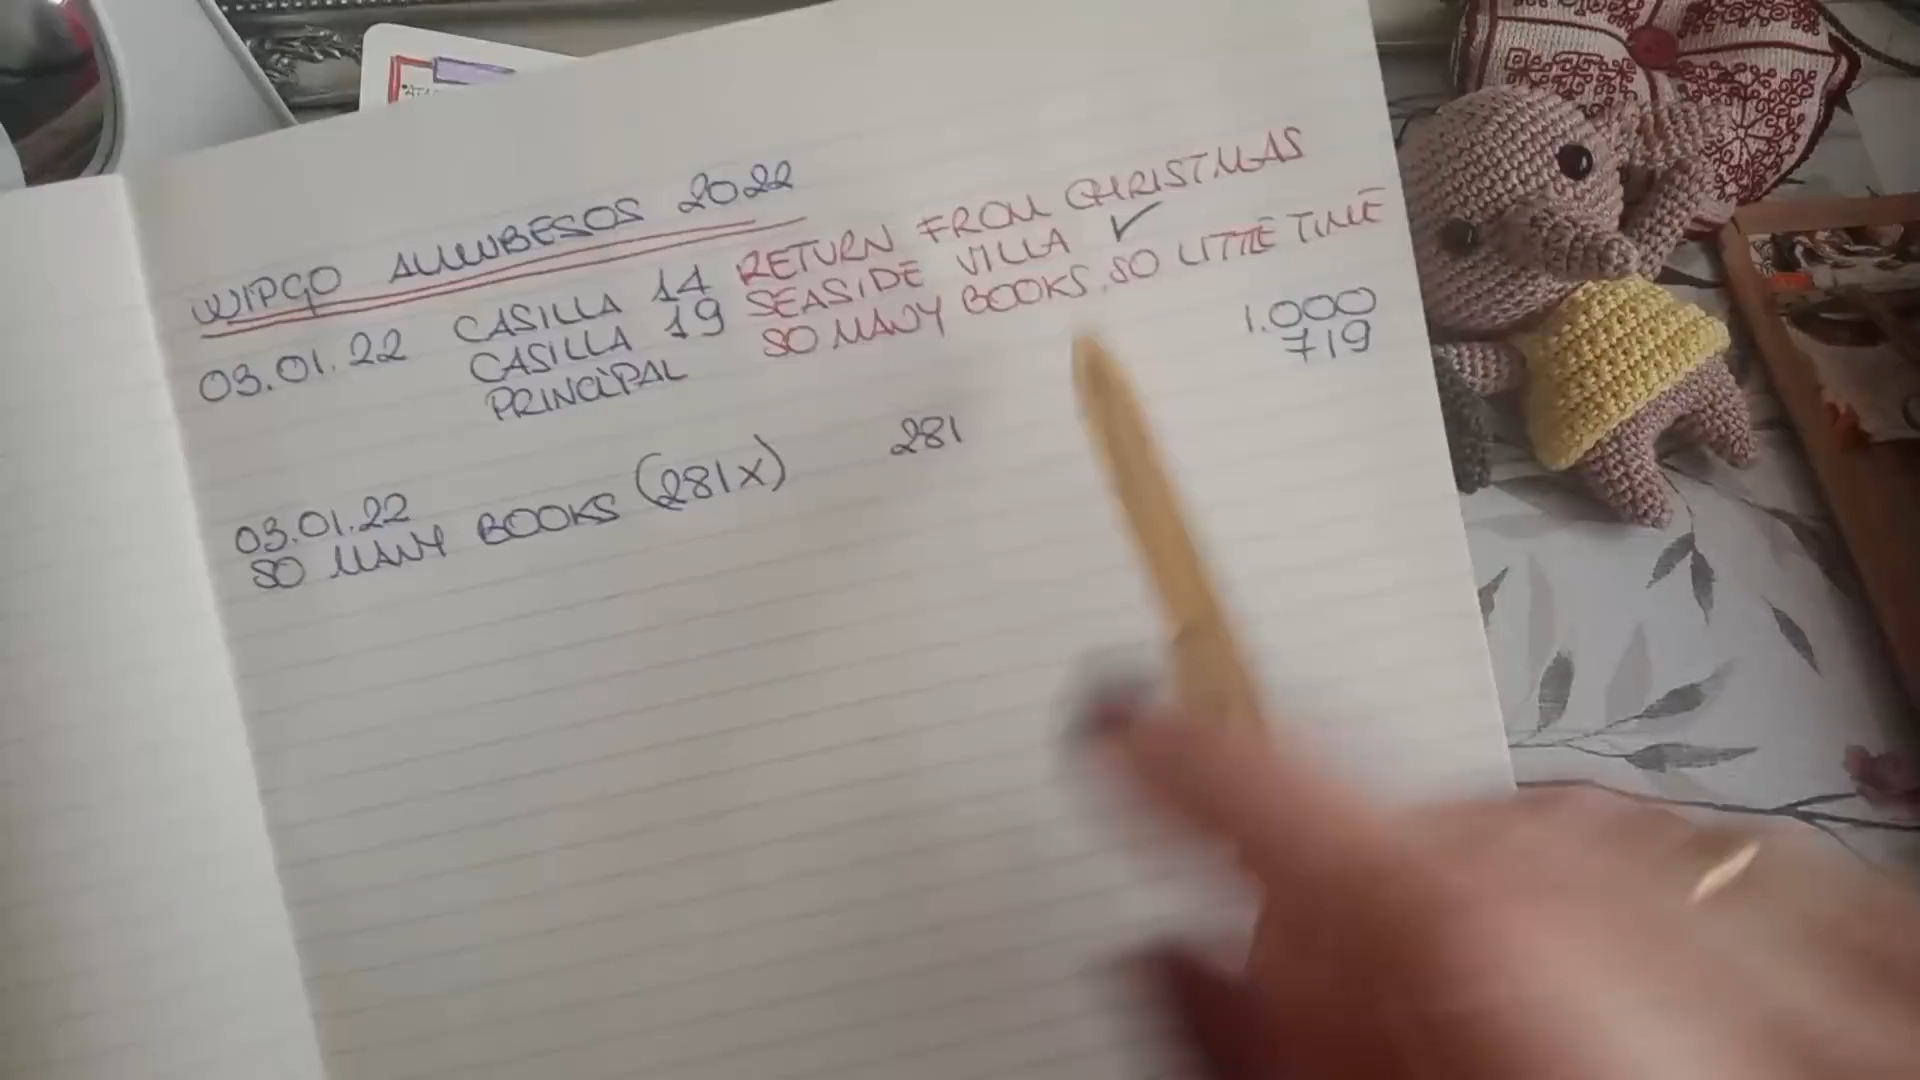 WIPGO ALUUBESOS 2022
03.01.22 CASILLA 14 RETURN FROM CHRISTMAS
CASILLA 19 SEASIDE VILLA ✓
PRINCIPAL SO MANY BOOKS, SO LITTLE TIME
1.000
719
03.01.22
SO MANY BOOKS (281X) 281